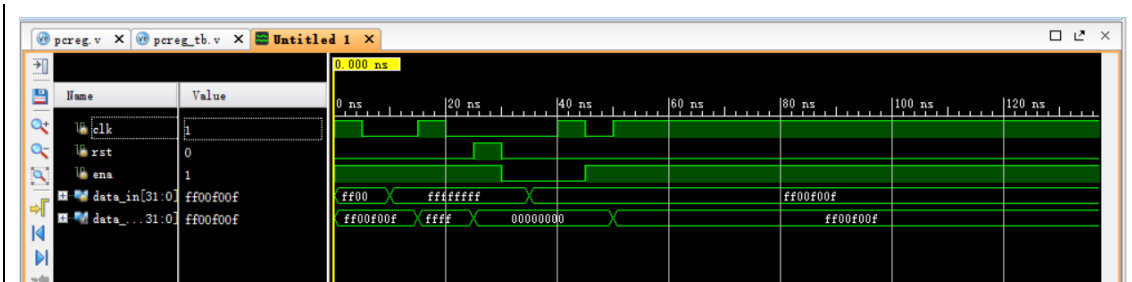 pcreg.v X pcreg_tb.v X Untitled 1 X
0.000 ns
Name Value
0 ns 20 ns 40 ns 60 ns 80 ns 100 ns 120 ns
clk 1
rst 0
ena 1
data_in[31:0] ff00f00f ff00 ffffffff ff00f00f
data_...31:0] ff00f00f ff00f00f ffff 00000000 ff00f00f